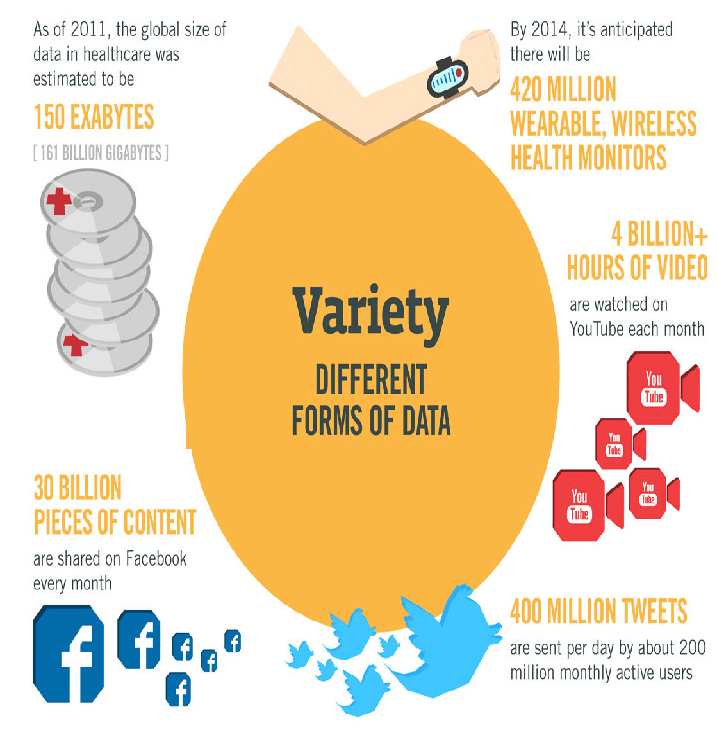 As of 2011, the global size of
data in healthcare was
estimated to be
150 EXABYTES
[ 161 BILLION GIGABYTES ]
By 2014, it's anticipated
there will be
420 MILLION
WEARABLE, WIRELESS
HEALTH MONITORS
4 BILLION+
HOURS OF VIDEO
are watched on
YouTube each month
You
Tube
You
Tube
You
Tube
You
Tube
Variety
DIFFERENT
FORMS OF DATA
30 BILLION
PIECES OF CONTENT
are shared on Facebook
every month
f
f
f
f
f
f
400 MILLION TWEETS
are sent per day by about 200
million monthly active users